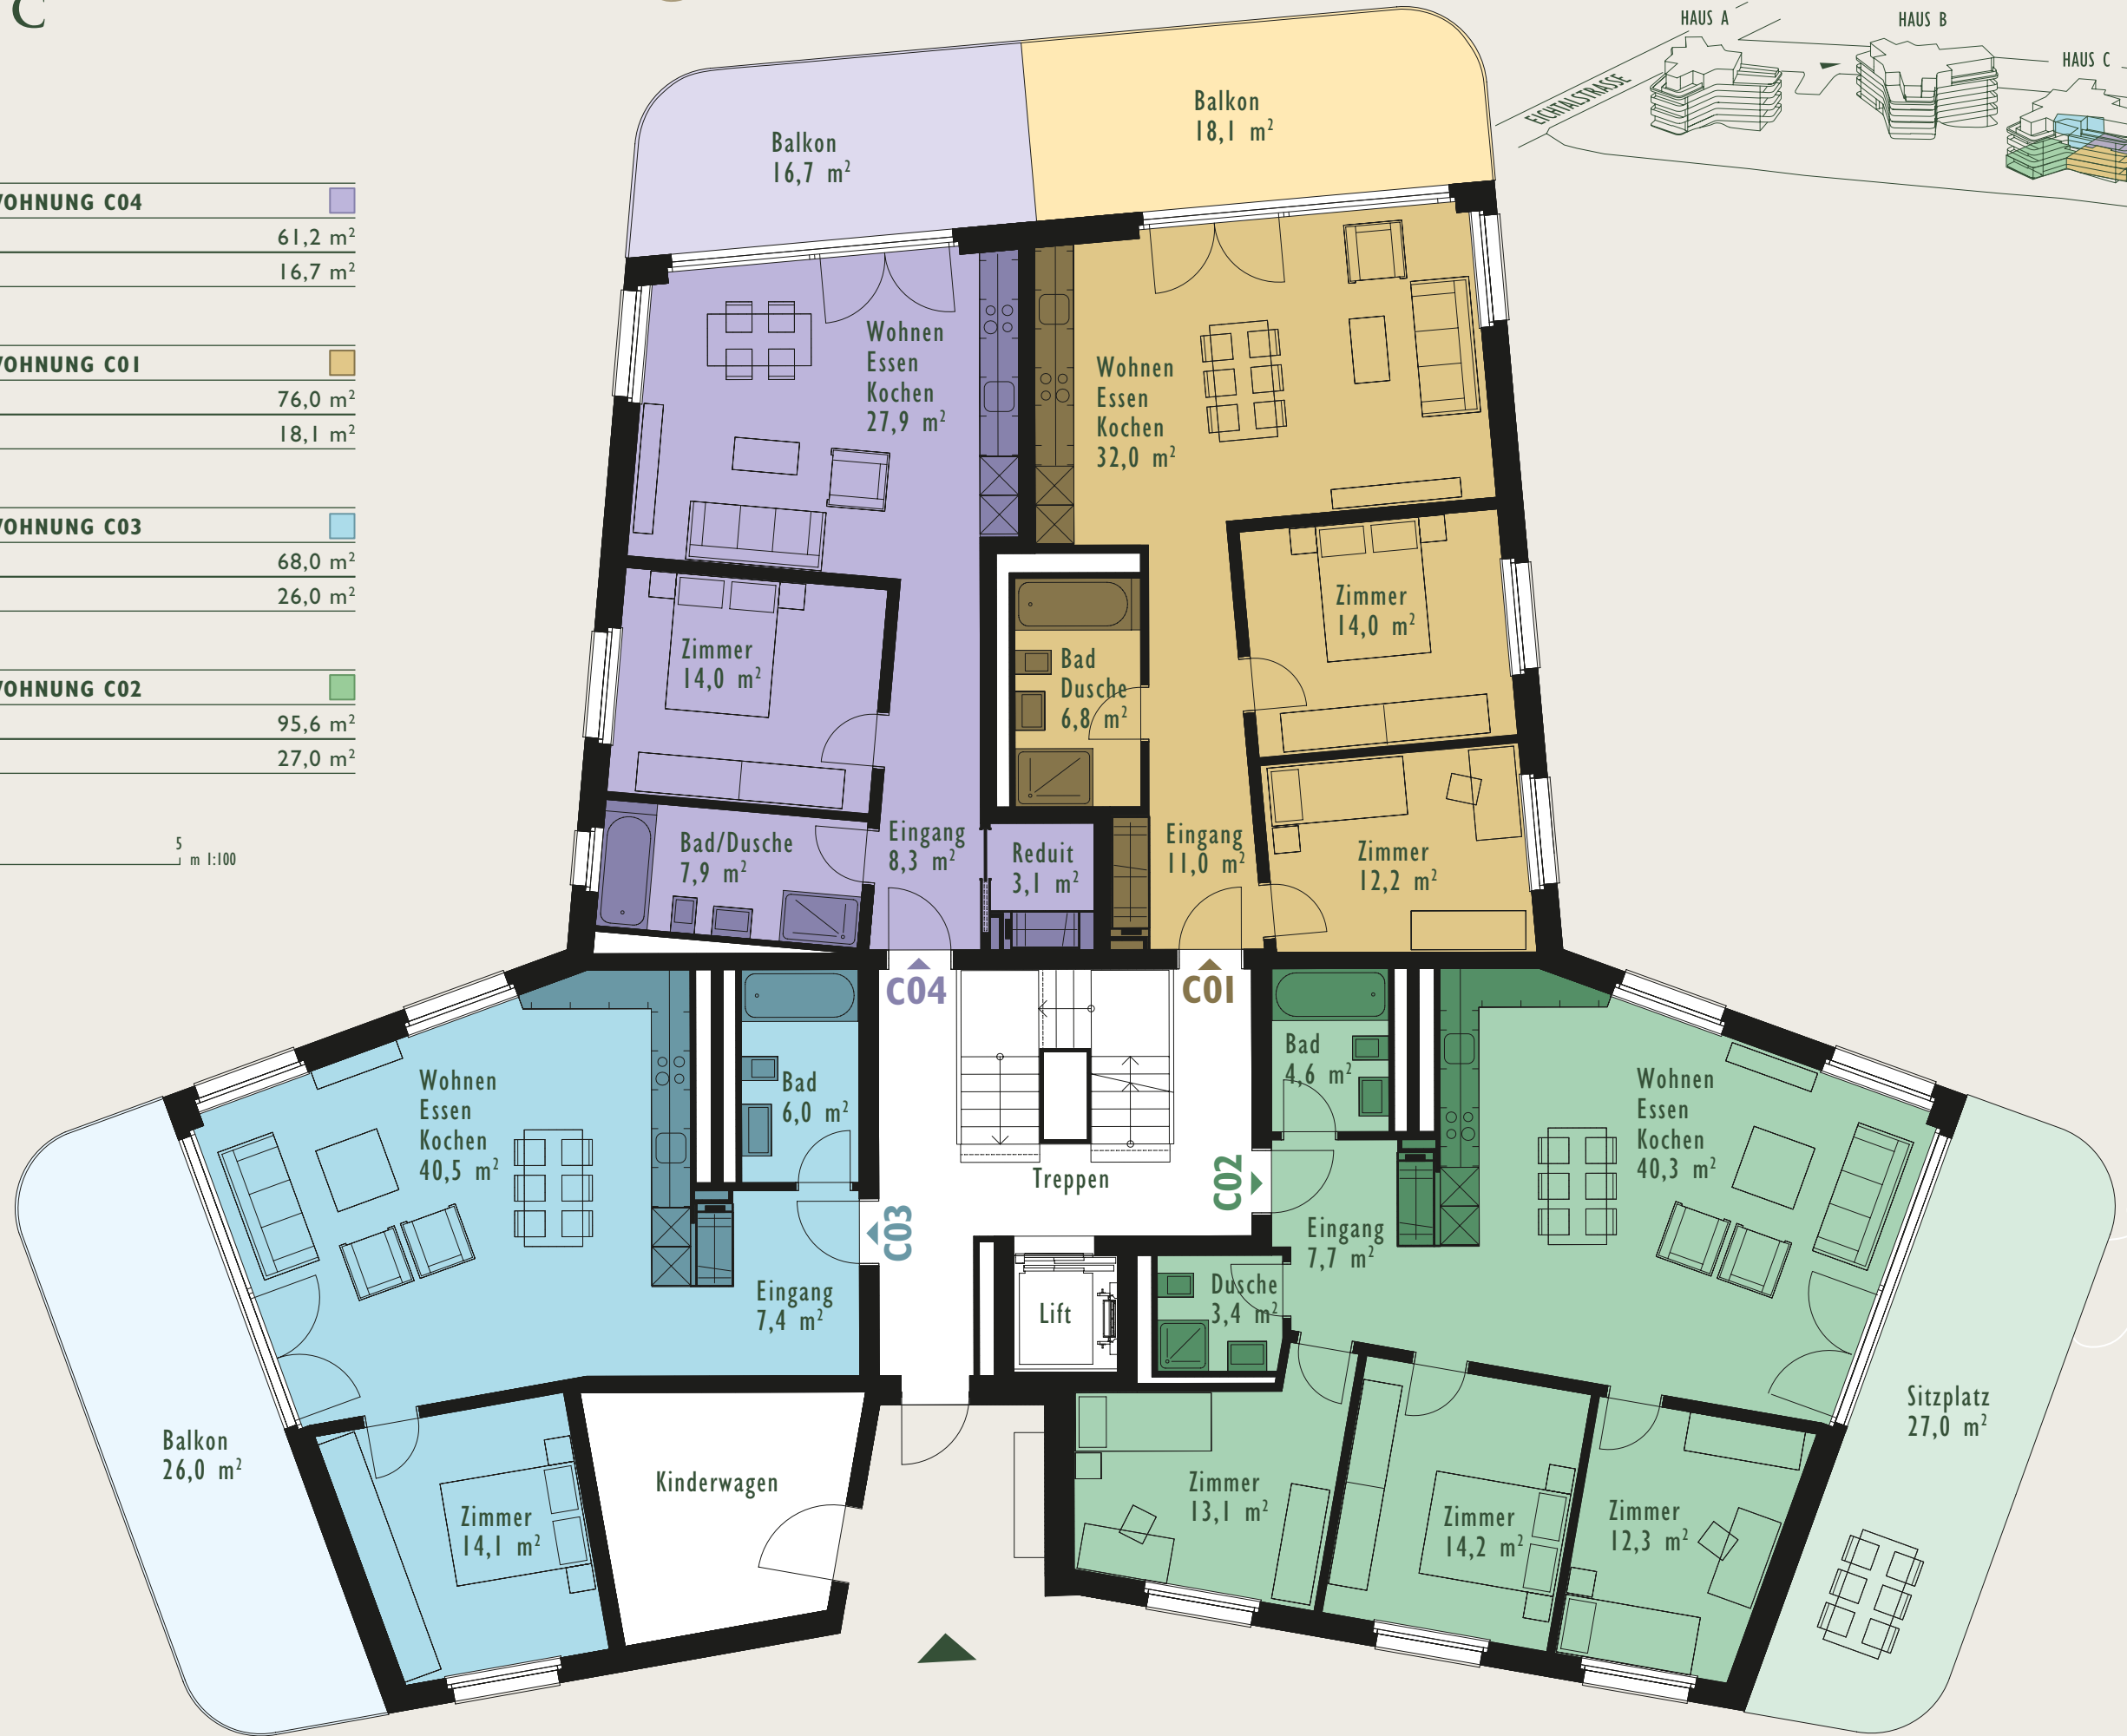 C
WOHNUNG C04
61,2 m²
16,7 m²
WOHNUNG C01
76,0 m²
18,1 m²
WOHNUNG C03
68,0 m²
26,0 m²
WOHNUNG C02
95,6 m²
27,0 m²
5
m 1:100
HAUS A
HAUS B
HAUS C
EICHTALSTRASSE
Balkon
16,7 m²
Balkon
18,1 m²
Wohnen
Essen
Kochen
27,9 m²
Wohnen
Essen
Kochen
32,0 m²
Zimmer
14,0 m²
Zimmer
14,0 m²
Bad
Dusche
6,8 m²
Bad/Dusche
7,9 m²
Eingang
8,3 m²
Reduit
3,1 m²
Eingang
11,0 m²
Zimmer
12,2 m²
C04
C01
Wohnen
Essen
Kochen
40,5 m²
Bad
6,0 m²
Bad
4,6 m²
Wohnen
Essen
Kochen
40,3 m²
Treppen
C03
C02
Eingang
7,4 m²
Lift
Dusche
3,4 m²
Eingang
7,7 m²
Balkon
26,0 m²
Zimmer
14,1 m²
Kinderwagen
Zimmer
13,1 m²
Zimmer
14,2 m²
Zimmer
12,3 m²
Sitzplatz
27,0 m²